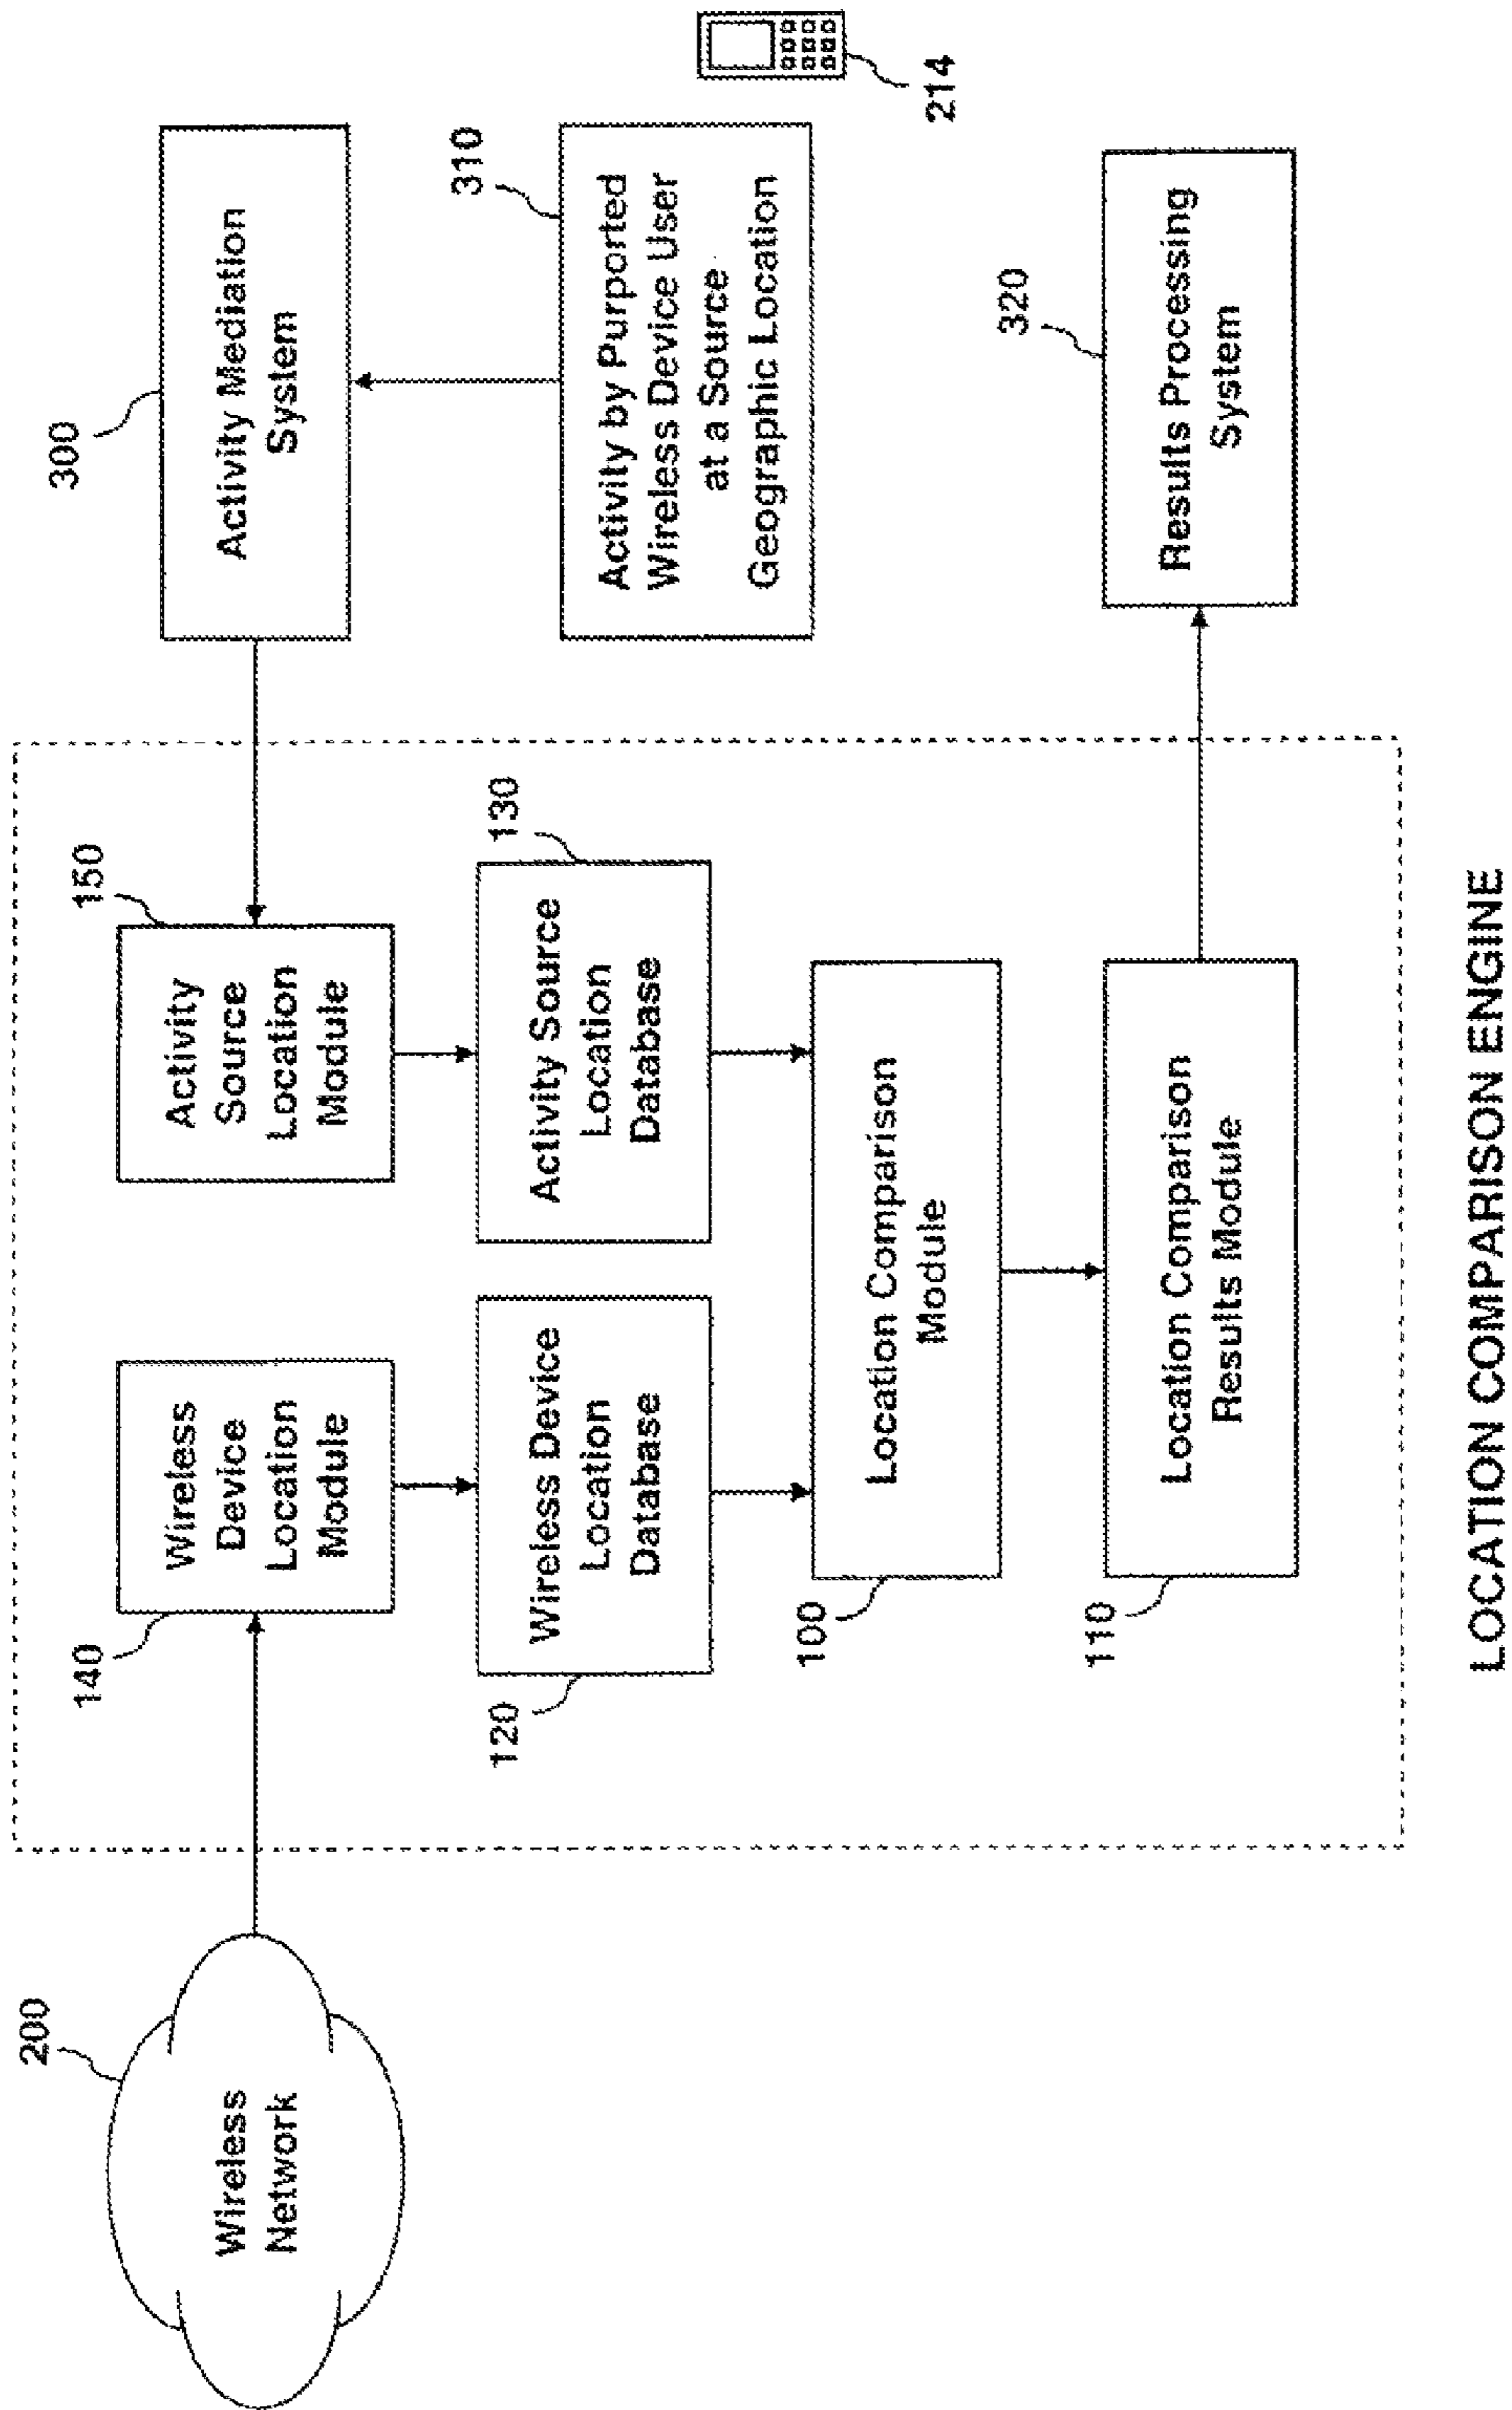 200
Wireless
Network
140
Wireless
Device
Location
Module
150
Activity
Source
Location
Module
300
Activity Mediation
System
120
Wireless Device
Location
Database
130
Activity Source
Location
Database
310
Activity by Purported
Wireless Device User
at a Source
Geographic Location
214
100
Location Comparison
Module
110
Location Comparison
Results Module
320
Results Processing
System
LOCATION COMPARISON ENGINE